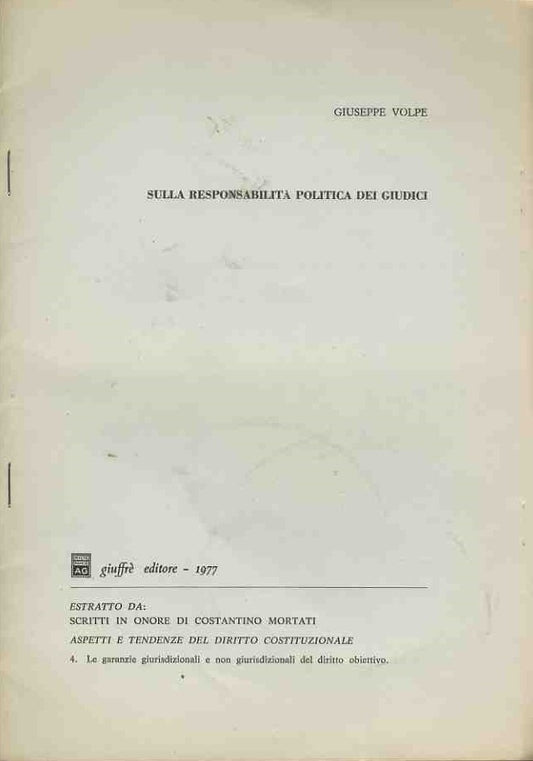 GIUSEPPE VOLPE
SULLA RESPONSABILITÀ POLITICA DEI GIUDICI
AG
giuffrè editore - 1977
ESTRATTO DA:
SCRITTI IN ONORE DI COSTANTINO MORTATI
ASPETTI E TENDENZE DEL DIRITTO COSTITUZIONALE
4. Le garanzie giurisdizionali e non giurisdizionali del diritto obiettivo.